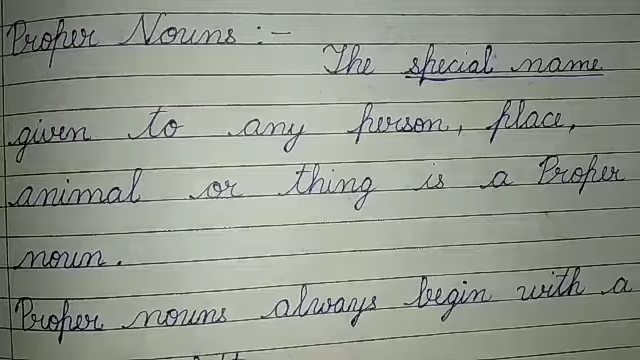 Proper Nouns :-
The special name
given to any person, place,
animal or thing is a Proper
noun.
Proper nouns always begin with a